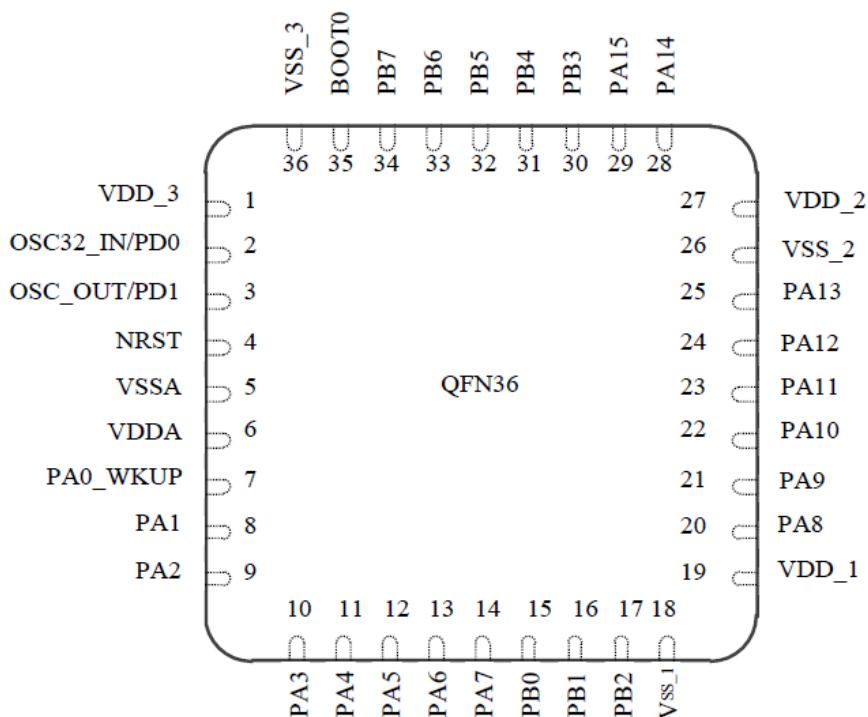 VSS_3 BOOT0 PB7 PB6 PB5 PB4 PB3 PA15 PA14
36 35 34 33 32 31 30 29 28
VDD_3 1 27 VDD_2
OSC32_IN/PD0 2 26 VSS_2
OSC_OUT/PD1 3 25 PA13
NRST 4 24 PA12
VSSA 5 QFN36 23 PA11
VDDA 6 22 PA10
PA0_WKUP 7 21 PA9
PA1 8 20 PA8
PA2 9 19 VDD_1
10 11 12 13 14 15 16 17 18
PA3 PA4 PA5 PA6 PA7 PB0 PB1 PB2 VSS_1